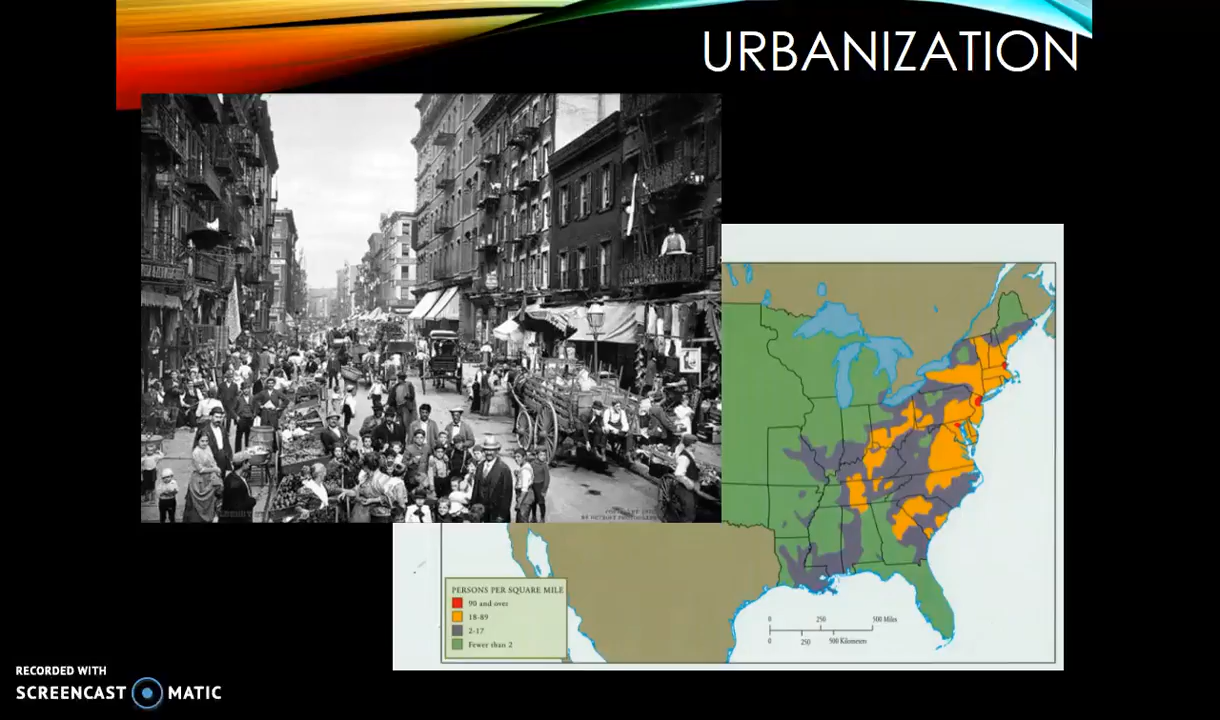 URBANIZATION
PERSONS PER SQUARE MILE
90 and over
18-89
2-17
Fewer than 2
0 250 500 Miles
0 250 500 Kilometers
RECORDED WITH
SCREENCAST MATIC